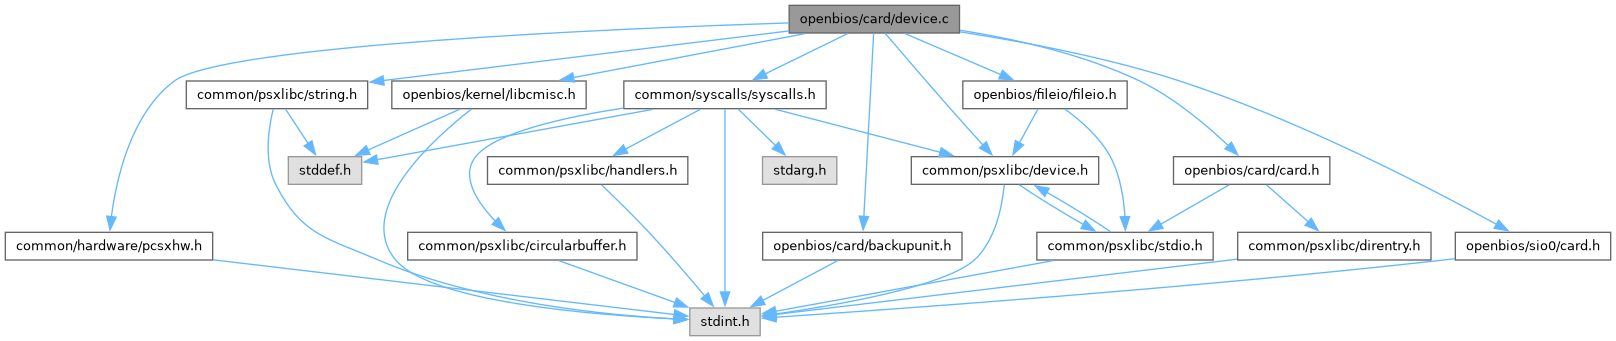 openbios/card/device.c
common/psxlibc/string.h
openbios/kernel/libcmisc.h
common/syscalls/syscalls.h
openbios/fileio/fileio.h
stddef.h
common/psxlibc/handlers.h
stdarg.h
common/psxlibc/device.h
openbios/card/card.h
common/hardware/pcsxhw.h
common/psxlibc/circularbuffer.h
openbios/card/backupunit.h
common/psxlibc/stdio.h
common/psxlibc/direntry.h
openbios/sio0/card.h
stdint.h